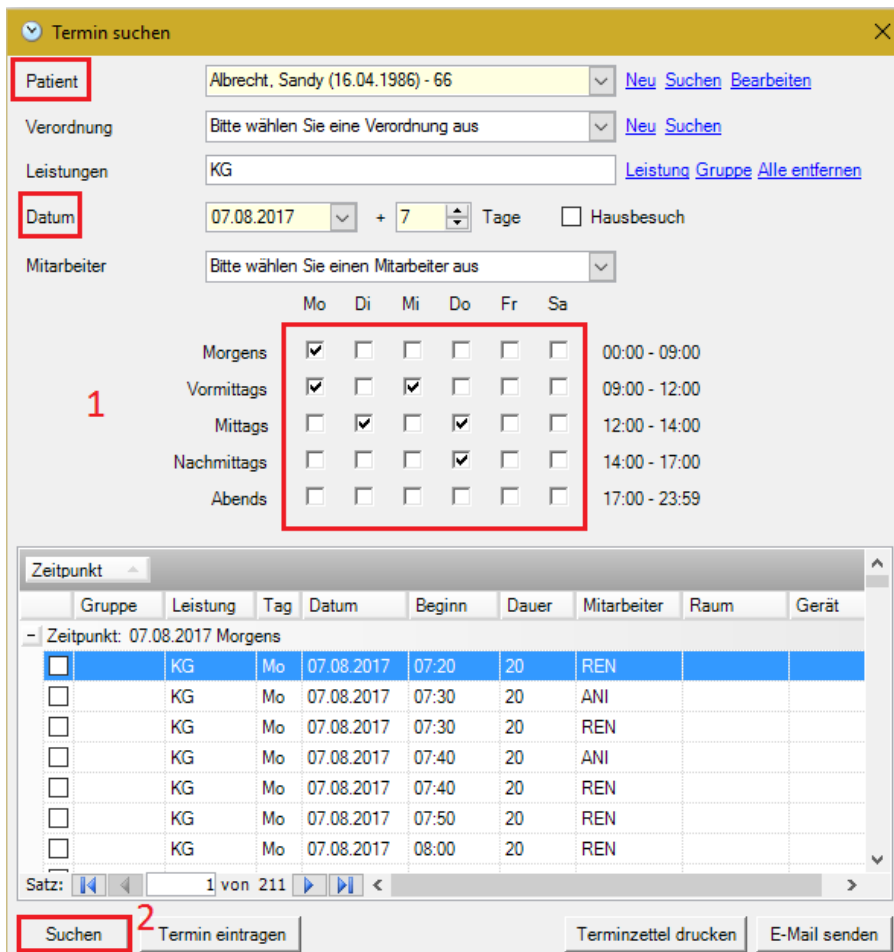 Termin suchen
Patient Albrecht, Sandy (16.04.1986) - 66 Neu Suchen Bearbeiten
Verordnung Bitte wählen Sie eine Verordnung aus Neu Suchen
Leistungen KG Leistung Gruppe Alle entfernen
Datum 07.08.2017 + 7 Tage Hausbesuch
Mitarbeiter Bitte wählen Sie einen Mitarbeiter aus
Mo Di Mi Do Fr Sa
Morgens 00:00 - 09:00
Vormittags 09:00 - 12:00
1
Mittags 12:00 - 14:00
Nachmittags 14:00 - 17:00
Abends 17:00 - 23:59
Zeitpunkt
Gruppe Leistung Tag Datum Beginn Dauer Mitarbeiter Raum Gerät
Zeitpunkt: 07.08.2017 Morgens
KG Mo 07.08.2017 07:20 20 REN
KG Mo 07.08.2017 07:30 20 ANI
KG Mo 07.08.2017 07:30 20 REN
KG Mo 07.08.2017 07:40 20 ANI
KG Mo 07.08.2017 07:40 20 REN
KG Mo 07.08.2017 07:50 20 REN
KG Mo 07.08.2017 08:00 20 REN
Satz: 1 von 211
Suchen 2 Termin eintragen Terminzettel drucken E-Mail senden